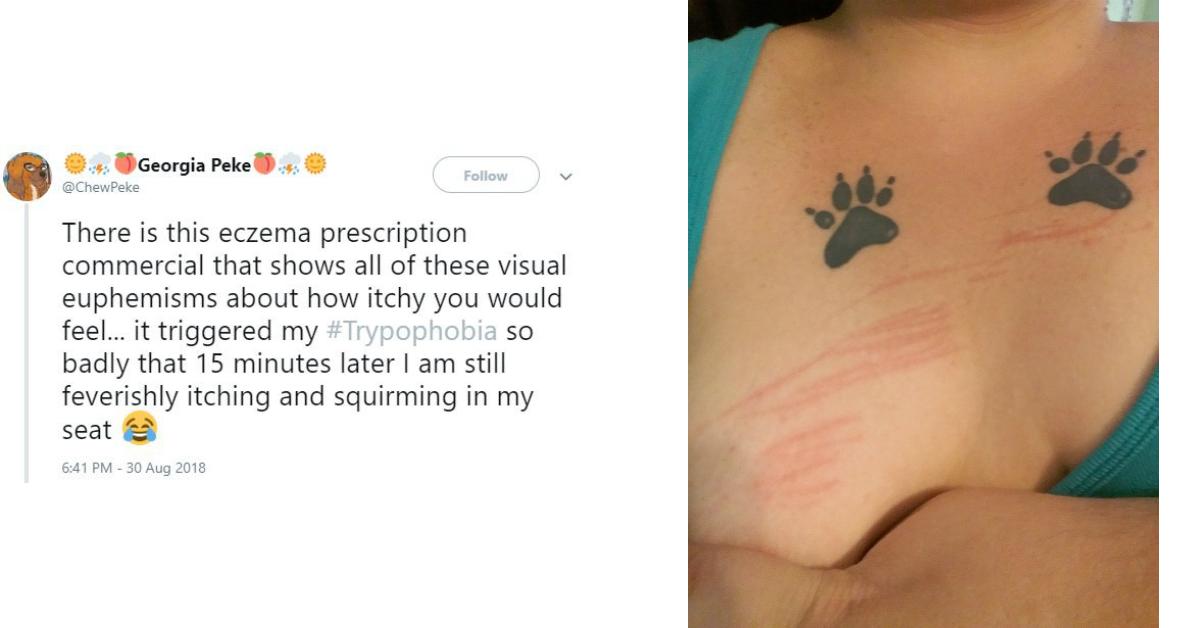 🌞⛈️🍑Georgia Peke🍑⛈️🌞
@ChewPeke
Follow
There is this eczema prescription
commercial that shows all of these visual
euphemisms about how itchy you would
feel... it triggered my #Trypophobia so
badly that 15 minutes later I am still
feverishly itching and squirming in my
seat 😂
6:41 PM - 30 Aug 2018